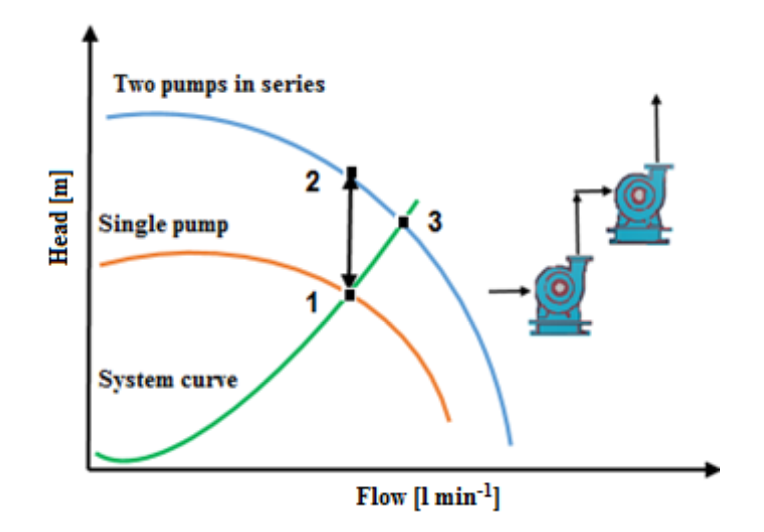 Two pumps in series
2
3
Single pump
1
System curve
Head [m]
Flow [l min⁻¹]